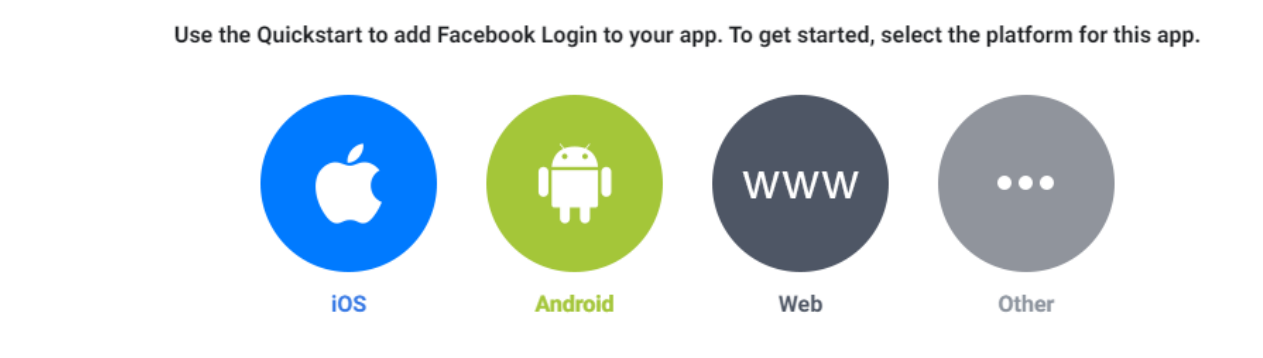 Use the Quickstart to add Facebook Login to your app. To get started, select the platform for this app.
www
iOS
Android
Web
Other